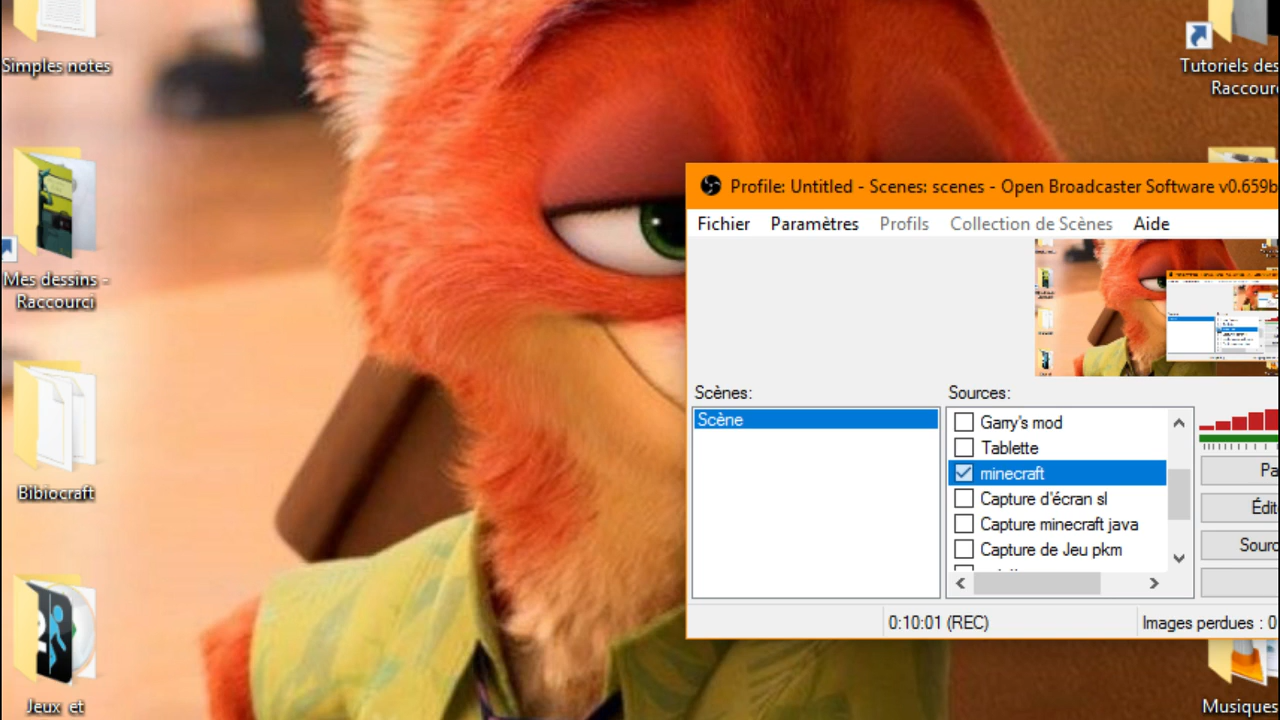 Simples notes
Mes dessins -
Raccourci
Bibiocraft
Jeux et
Tutoriels des
Raccour
Profile: Untitled - Scenes: scenes - Open Broadcaster Software v0.659b
Fichier Paramètres Profils Collection de Scènes Aide
Scènes:
Scène
Sources:
Garry's mod
Tablette
minecraft
Capture d'écran sl
Capture minecraft java
Capture de Jeu pkm
Pa
Édit
Sourc
0:10:01 (REC)
Images perdues : 0
Musiques